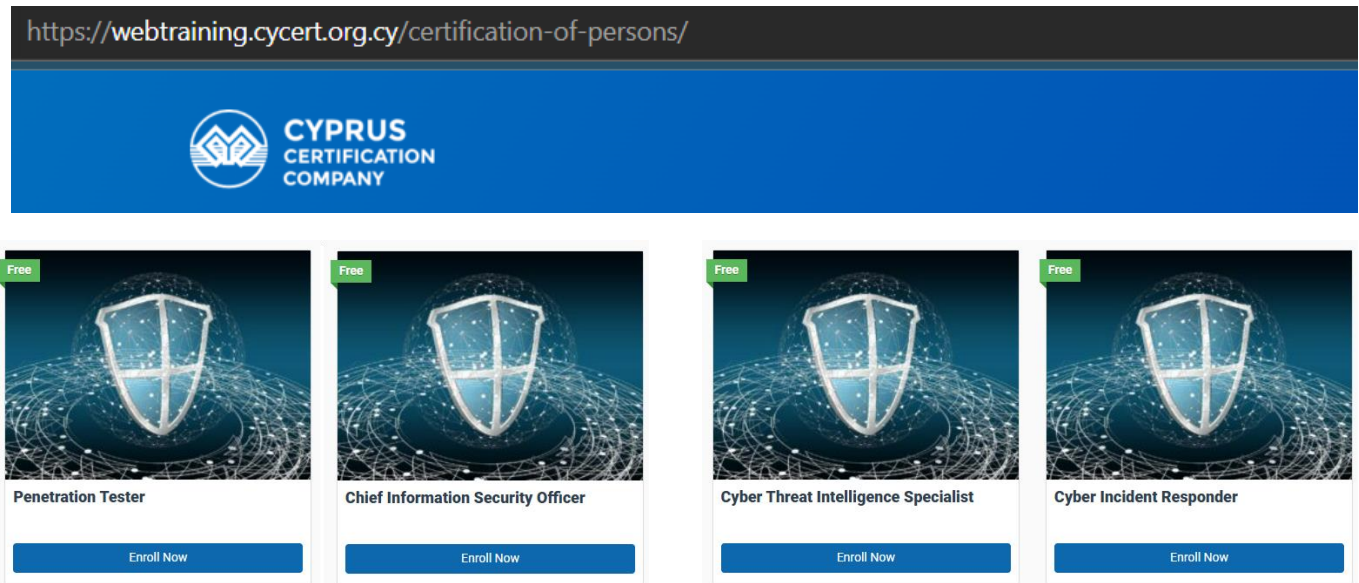 https://webtraining.cycert.org.cy/certification-of-persons/
CYPRUS
CERTIFICATION
COMPANY
Free
Free
Free
Free
Penetration Tester
Chief Information Security Officer
Cyber Threat Intelligence Specialist
Cyber Incident Responder
Enroll Now
Enroll Now
Enroll Now
Enroll Now